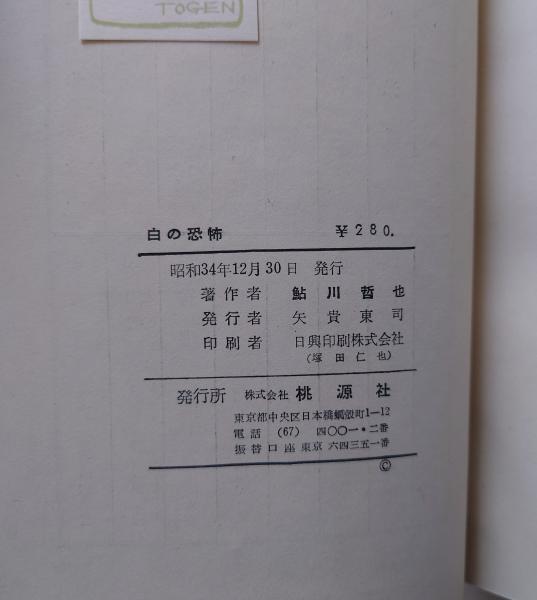 TOGEN
白の恐怖 ¥280.
昭和34年12月30日 発行
著作者 鮎川哲也
発行者 矢貴東司
印刷者 日興印刷株式会社
(塚田仁也)
発行所 株式会社 桃源社
東京都中央区日本橋蠣殻町1—12
電話 (67) 四〇〇一・二番
振替口座東京 六四三五一番
©